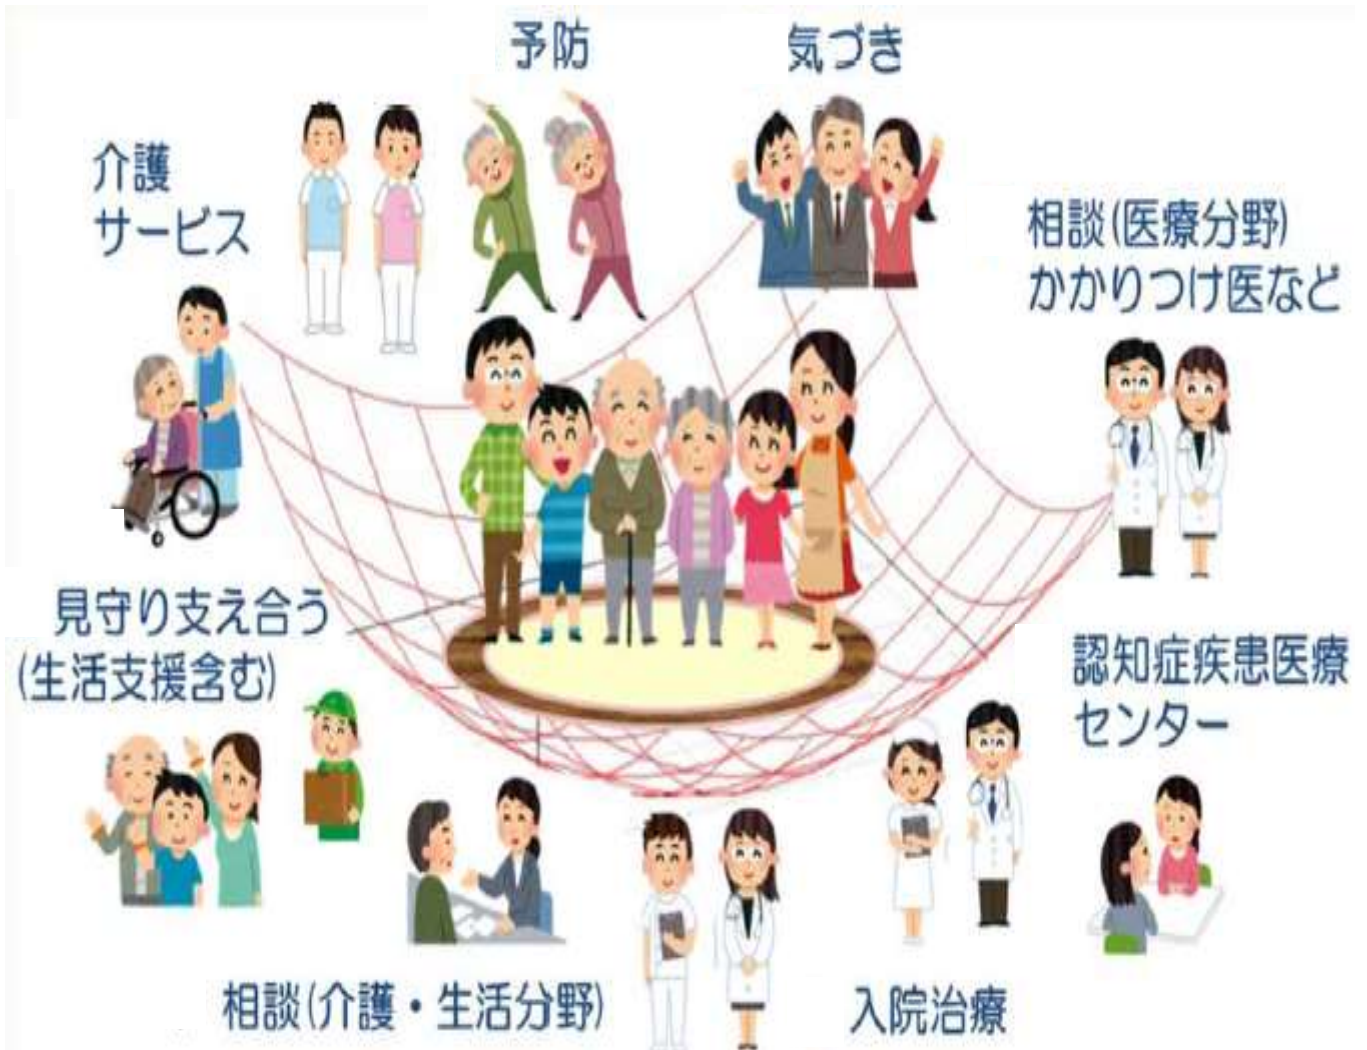 予防
気づき
介護
サービス
相談(医療分野)
かかりつけ医など
見守り支え合う
(生活支援含む)
認知症疾患医療
センター
相談(介護・生活分野)
入院治療